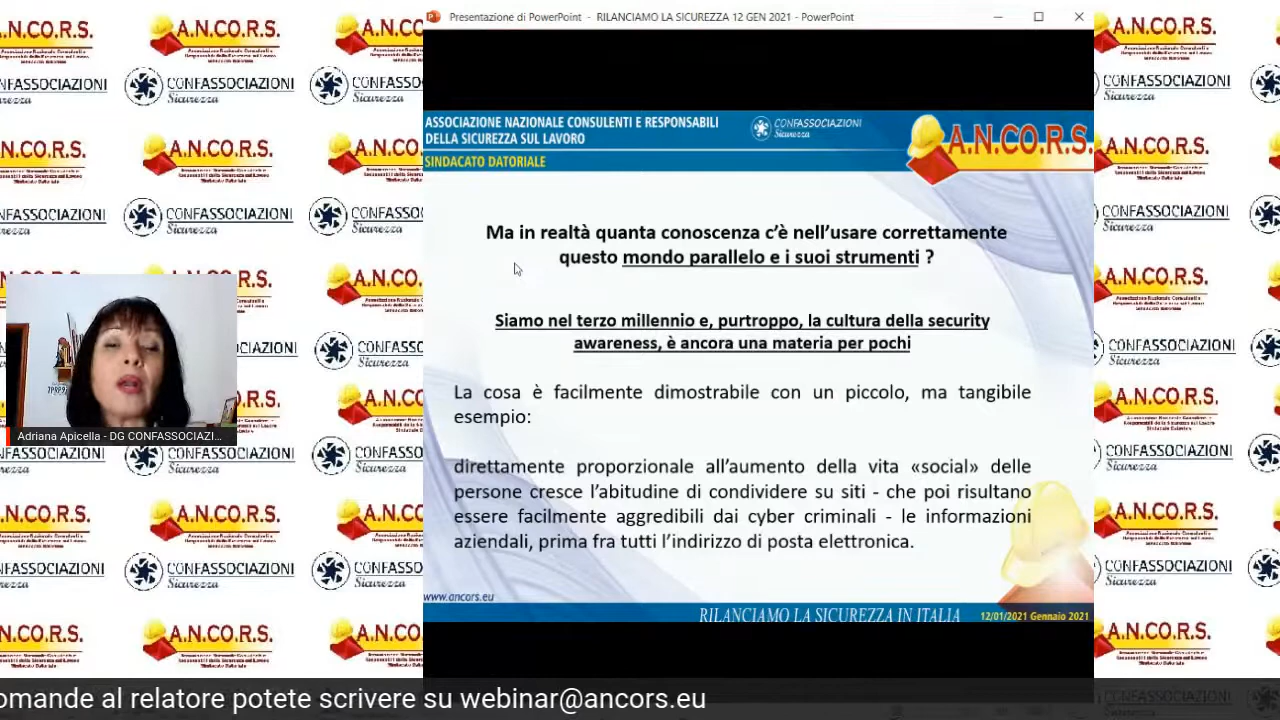 Presentazione di PowerPoint - RILANCIAMO LA SICUREZZA 12 GEN 2021 - PowerPoint
ASSOCIAZIONE NAZIONALE CONSULENTI E RESPONSABILI
DELLA SICUREZZA SUL LAVORO
SINDACATO DATORIALE
CONFASSOCIAZIONI
Sicurezza
A.N.CO.R.S.
Ma in realtà quanta conoscenza c'è nell'usare correttamente
questo mondo parallelo e i suoi strumenti ?
Siamo nel terzo millennio e, purtroppo, la cultura della security
awareness, è ancora una materia per pochi
La cosa è facilmente dimostrabile con un piccolo, ma tangibile
esempio:
direttamente proporzionale all'aumento della vita «social» delle
persone cresce l'abitudine di condividere su siti - che poi risultano
essere facilmente aggredibili dai cyber criminali - le informazioni
aziendali, prima fra tutti l'indirizzo di posta elettronica.
www.ancors.eu
RILANCIAMO LA SICUREZZA IN ITALIA
12/01/2021 Gennaio 2021
Adriana Apicella - DG CONFASSOCIAZI...
omande al relatore potete scrivere su webinar@ancors.eu